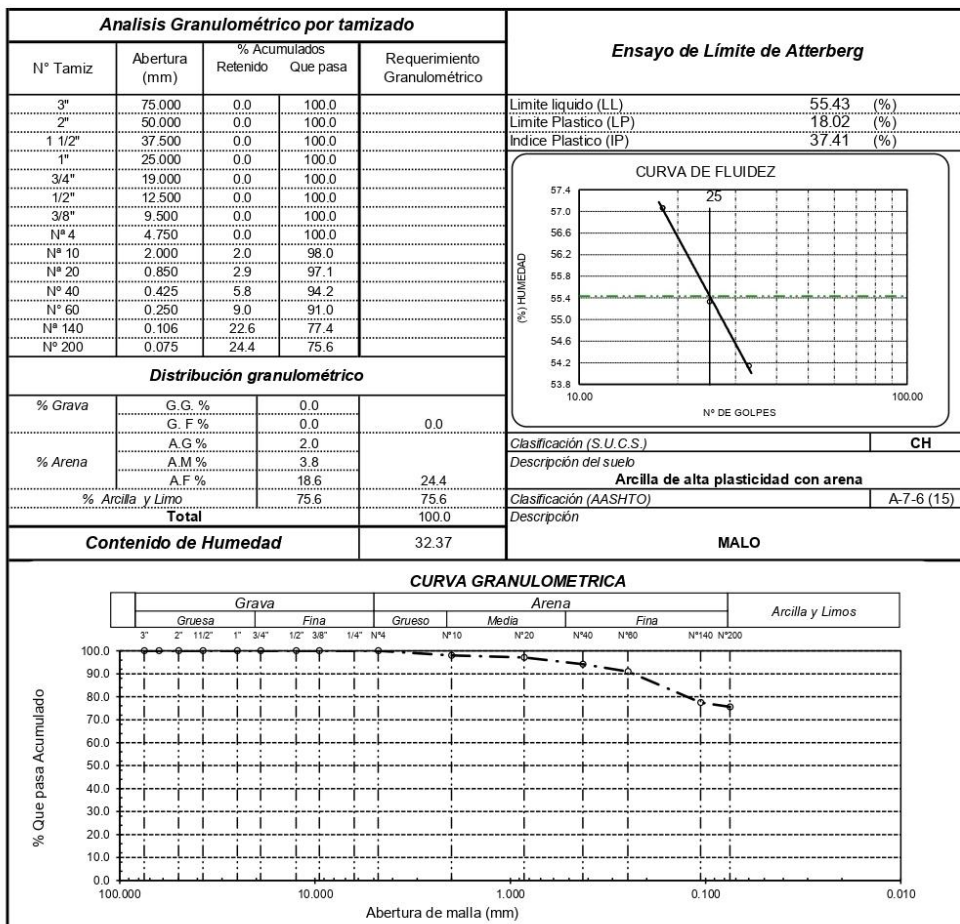 Analisis Granulométrico por tamizado
N° Tamiz Abertura (mm) % Acumulados Retenido Que pasa Requerimiento Granulométrico
3" 75.000 0.0 100.0
2" 50.000 0.0 100.0
1 1/2" 37.500 0.0 100.0
1" 25.000 0.0 100.0
3/4" 19.000 0.0 100.0
1/2" 12.500 0.0 100.0
3/8" 9.500 0.0 100.0
Nª 4 4.750 0.0 100.0
Nª 10 2.000 2.0 98.0
Nª 20 0.850 2.9 97.1
Nº 40 0.425 5.8 94.2
N° 60 0.250 9.0 91.0
Nª 140 0.106 22.6 77.4
Nº 200 0.075 24.4 75.6
Distribución granulométrico
% Grava G.G. % 0.0
G. F % 0.0 0.0
A.G % 2.0
% Arena A.M % 3.8
A.F % 18.6 24.4
% Arcilla y Limo 75.6 75.6
Total 100.0
Contenido de Humedad 32.37
Ensayo de Límite de Atterberg
Limite liquido (LL) 55.43 (%)
Limite Plastico (LP) 18.02 (%)
Indice Plastico (IP) 37.41 (%)
CURVA DE FLUIDEZ
25
(%) HUMEDAD
57.4
57.0
56.6
56.2
55.8
55.4
55.0
54.6
54.2
53.8
10.00 100.00
Nº DE GOLPES
Clasificación (S.U.C.S.) CH
Descripción del suelo
Arcilla de alta plasticidad con arena
Clasificación (AASHTO) A-7-6 (15)
Descripción
MALO
CURVA GRANULOMETRICA
Grava Arena Arcilla y Limos
Gruesa Fina Grueso Media Fina
3" 2" 11/2" 1" 3/4" 1/2" 3/8" 1/4" Nª4 Nª10 Nª20 Nª40 Nª60 Nª140 Nª200
% Que pasa Acumulado
100.0
90.0
80.0
70.0
60.0
50.0
40.0
30.0
20.0
10.0
0.0
100.000 10.000 1.000 0.100 0.010
Abertura de malla (mm)